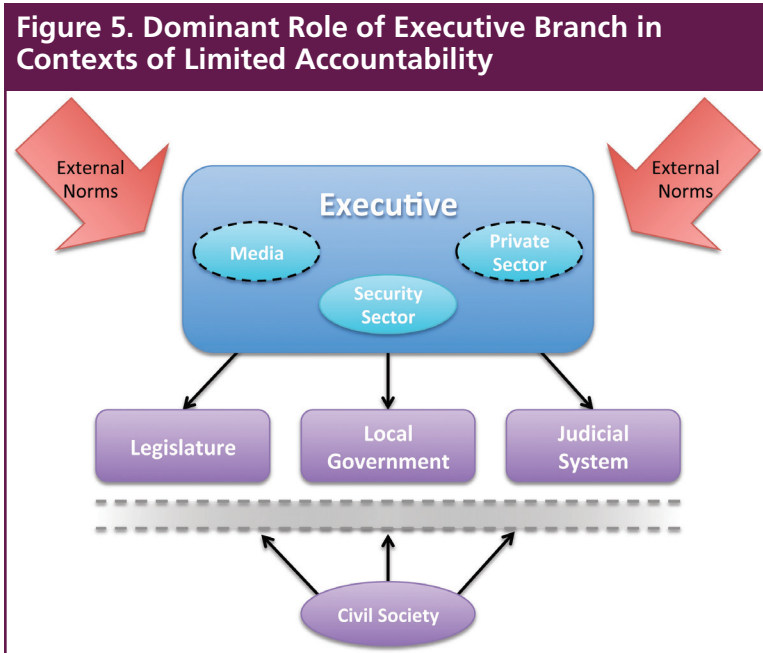 Figure 5. Dominant Role of Executive Branch in
Contexts of Limited Accountability
External
Norms
External
Norms
Executive
Media
Private
Sector
Security
Sector
Legislature
Local
Government
Judicial
System
Civil Society